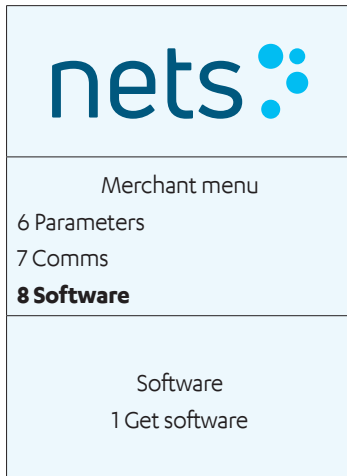 nets
Merchant menu
6 Parameters
7 Comms
8 Software
Software
1 Get software